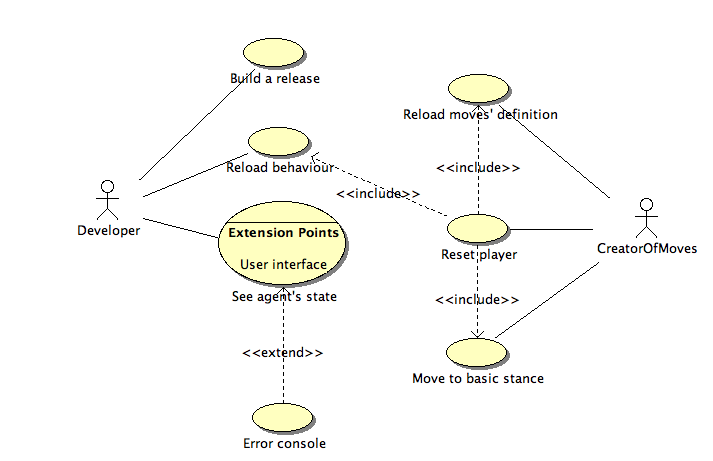 Build a release
Reload moves' definition
Reload behaviour
<<include>>
<<include>>
Developer
Extension Points
User interface
Reset player
CreatorOfMoves
See agent's state
<<include>>
<<extend>>
Move to basic stance
Error console